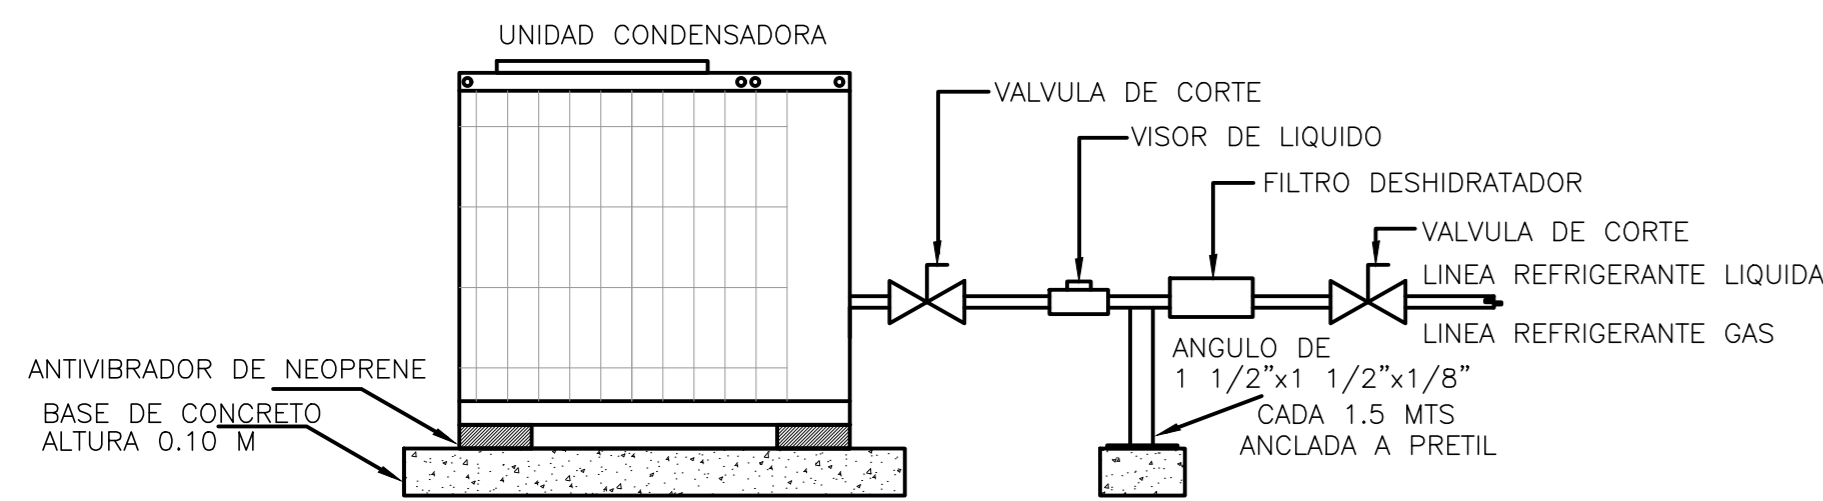 UNIDAD CONDENSADORA
VALVULA DE CORTE
VISOR DE LIQUIDO
FILTRO DESHIDRATADOR
VALVULA DE CORTE
LINEA REFRIGERANTE LIQUIDA
LINEA REFRIGERANTE GAS
ANGULO DE
1 1/2”x1 1/2”x1/8”
CADA 1.5 MTS
ANCLADA A PRETIL
ANTIVIBRADOR DE NEOPRENE
BASE DE CONCRETO
ALTURA 0.10 M